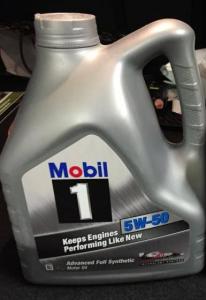 Mobil
1
5W-50
Keeps Engines
Performing Like New
Advanced Full Synthetic
Motor Oil